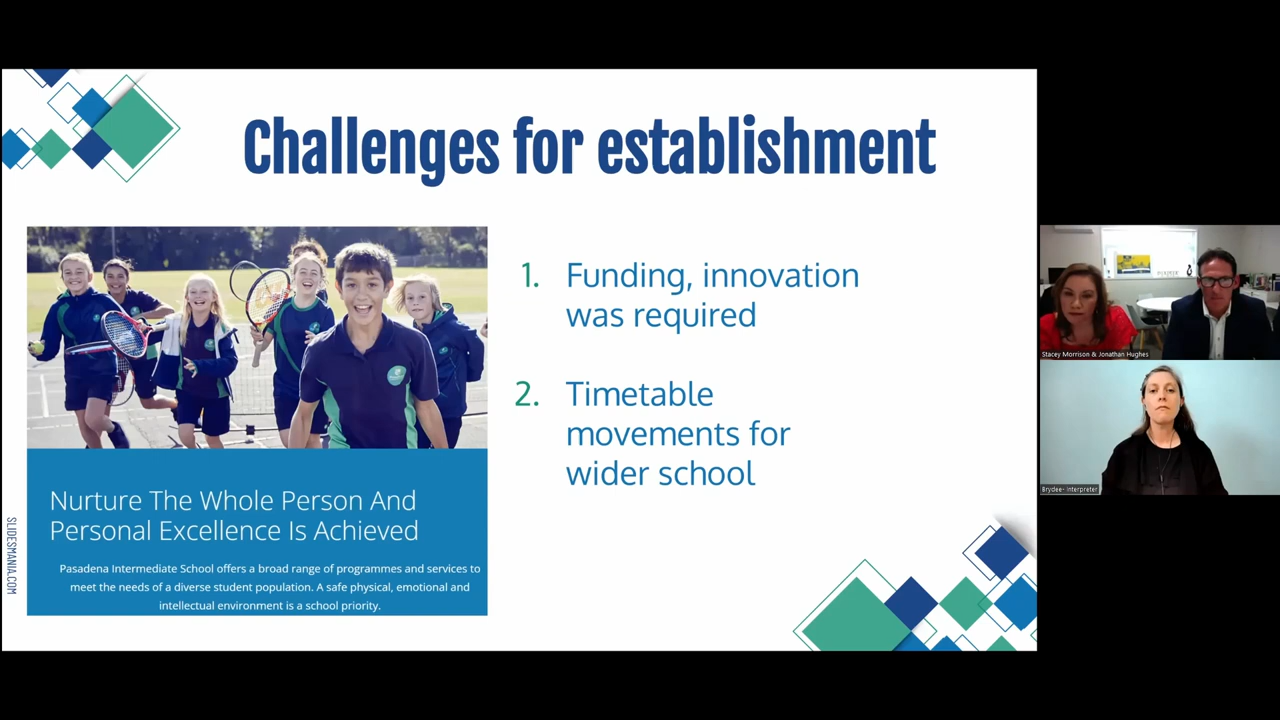 Challenges for establishment
1. Funding, innovation
was required
2. Timetable
movements for
wider school
Nurture The Whole Person And
Personal Excellence Is Achieved
Pasadena Intermediate School offers a broad range of programmes and services to
meet the needs of a diverse student population. A safe physical, emotional and
intellectual environment is a school priority.
SLIDESMANIA.COM
Stacey Morrison & Jonathan Hughes
Brydee- Interpreter